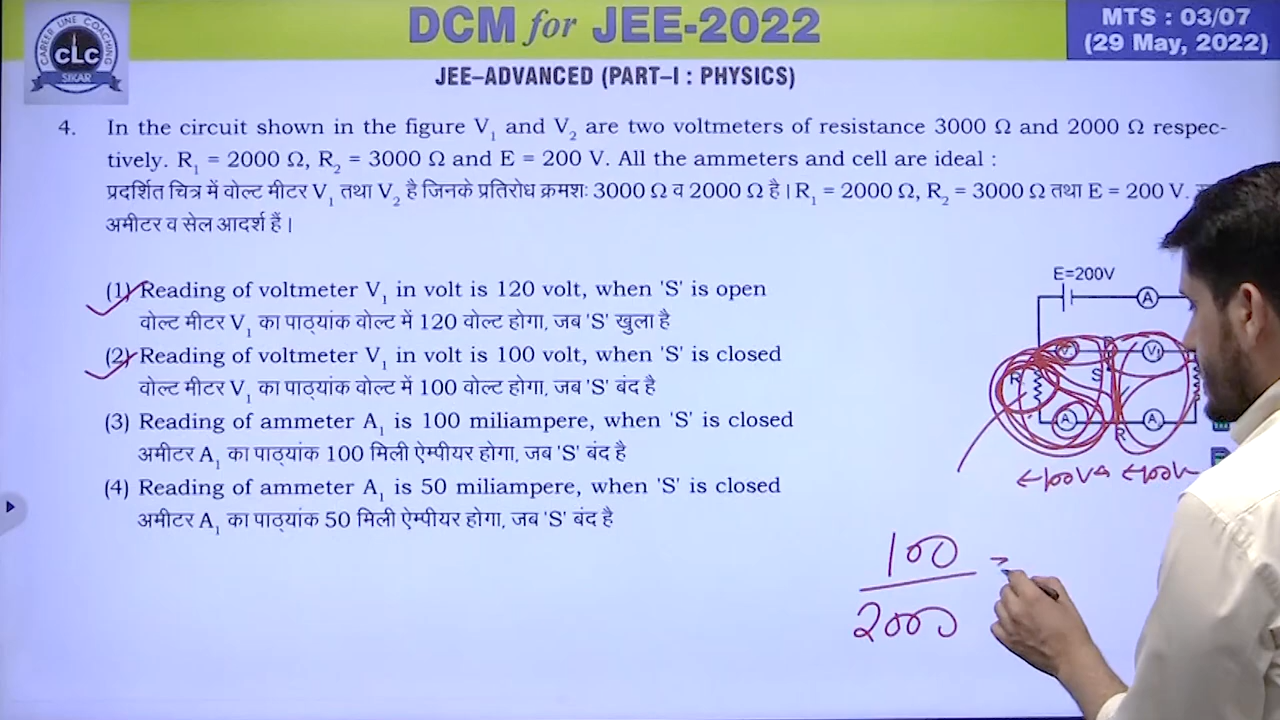 CAREER LINE COACHING
CLC
SIKAR
DCM for JEE-2022
MTS : 03/07
(29 May, 2022)
JEE–ADVANCED (PART–I : PHYSICS)
4. In the circuit shown in the figure V1 and V2 are two voltmeters of resistance 3000 Ω and 2000 Ω respec-
tively. R1 = 2000 Ω, R2 = 3000 Ω and E = 200 V. All the ammeters and cell are ideal :
प्रदर्शित चित्र में वोल्ट मीटर V1 तथा V2 है जिनके प्रतिरोध क्रमशः 3000 Ω व 2000 Ω है। R1 = 2000 Ω, R2 = 3000 Ω तथा E = 200 V.
अमीटर व सेल आदर्श हैं।
(1) Reading of voltmeter V1 in volt is 120 volt, when 'S' is open
वोल्ट मीटर V1 का पाठ्यांक वोल्ट में 120 वोल्ट होगा, जब 'S' खुला है
(2) Reading of voltmeter V1 in volt is 100 volt, when 'S' is closed
वोल्ट मीटर V1 का पाठ्यांक वोल्ट में 100 वोल्ट होगा, जब 'S' बंद है
(3) Reading of ammeter A1 is 100 miliampere, when 'S' is closed
अमीटर A1 का पाठ्यांक 100 मिली ऐम्पीयर होगा, जब 'S' बंद है
(4) Reading of ammeter A1 is 50 miliampere, when 'S' is closed
अमीटर A1 का पाठ्यांक 50 मिली ऐम्पीयर होगा, जब 'S' बंद है
E=200V
A
V
V1
R
S
A
R
A
100V 100V
100 =
2000